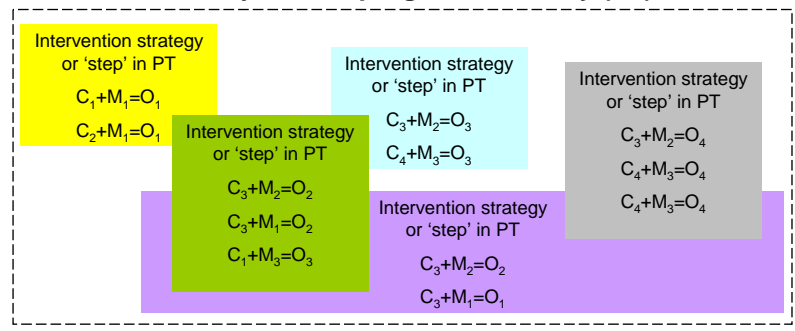 Intervention strategy
or ‘step’ in PT
C₁+M₁=O₁
C₂+M₁=O₁
Intervention strategy
or ‘step’ in PT
C₃+M₂=O₂
C₃+M₁=O₂
C₁+M₃=O₃
Intervention strategy
or ‘step’ in PT
C₃+M₂=O₃
C₄+M₃=O₃
Intervention strategy
or ‘step’ in PT
C₃+M₂=O₄
C₄+M₃=O₄
C₄+M₃=O₄
Intervention strategy
or ‘step’ in PT
C₃+M₂=O₂
C₃+M₁=O₁